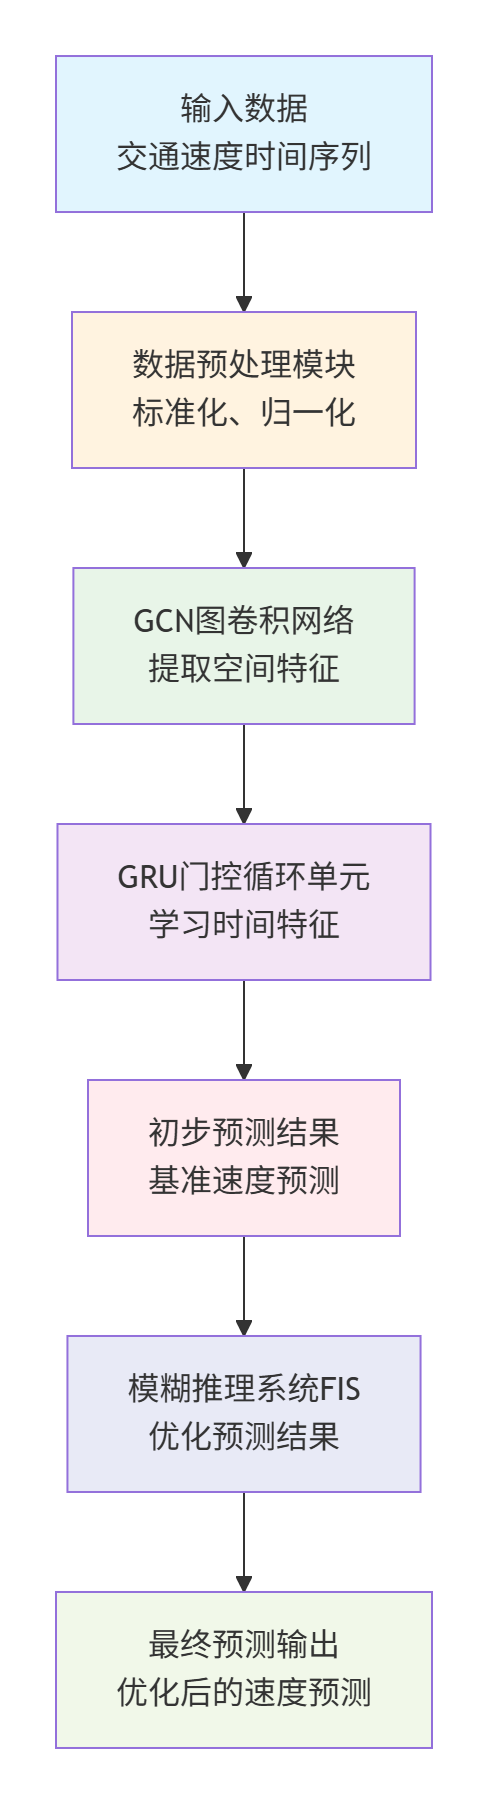 输入数据
交通速度时间序列
数据预处理模块
标准化、归一化
GCN图卷积网络
提取空间特征
GRU门控循环单元
学习时间特征
初步预测结果
基准速度预测
模糊推理系统FIS
优化预测结果
最终预测输出
优化后的速度预测